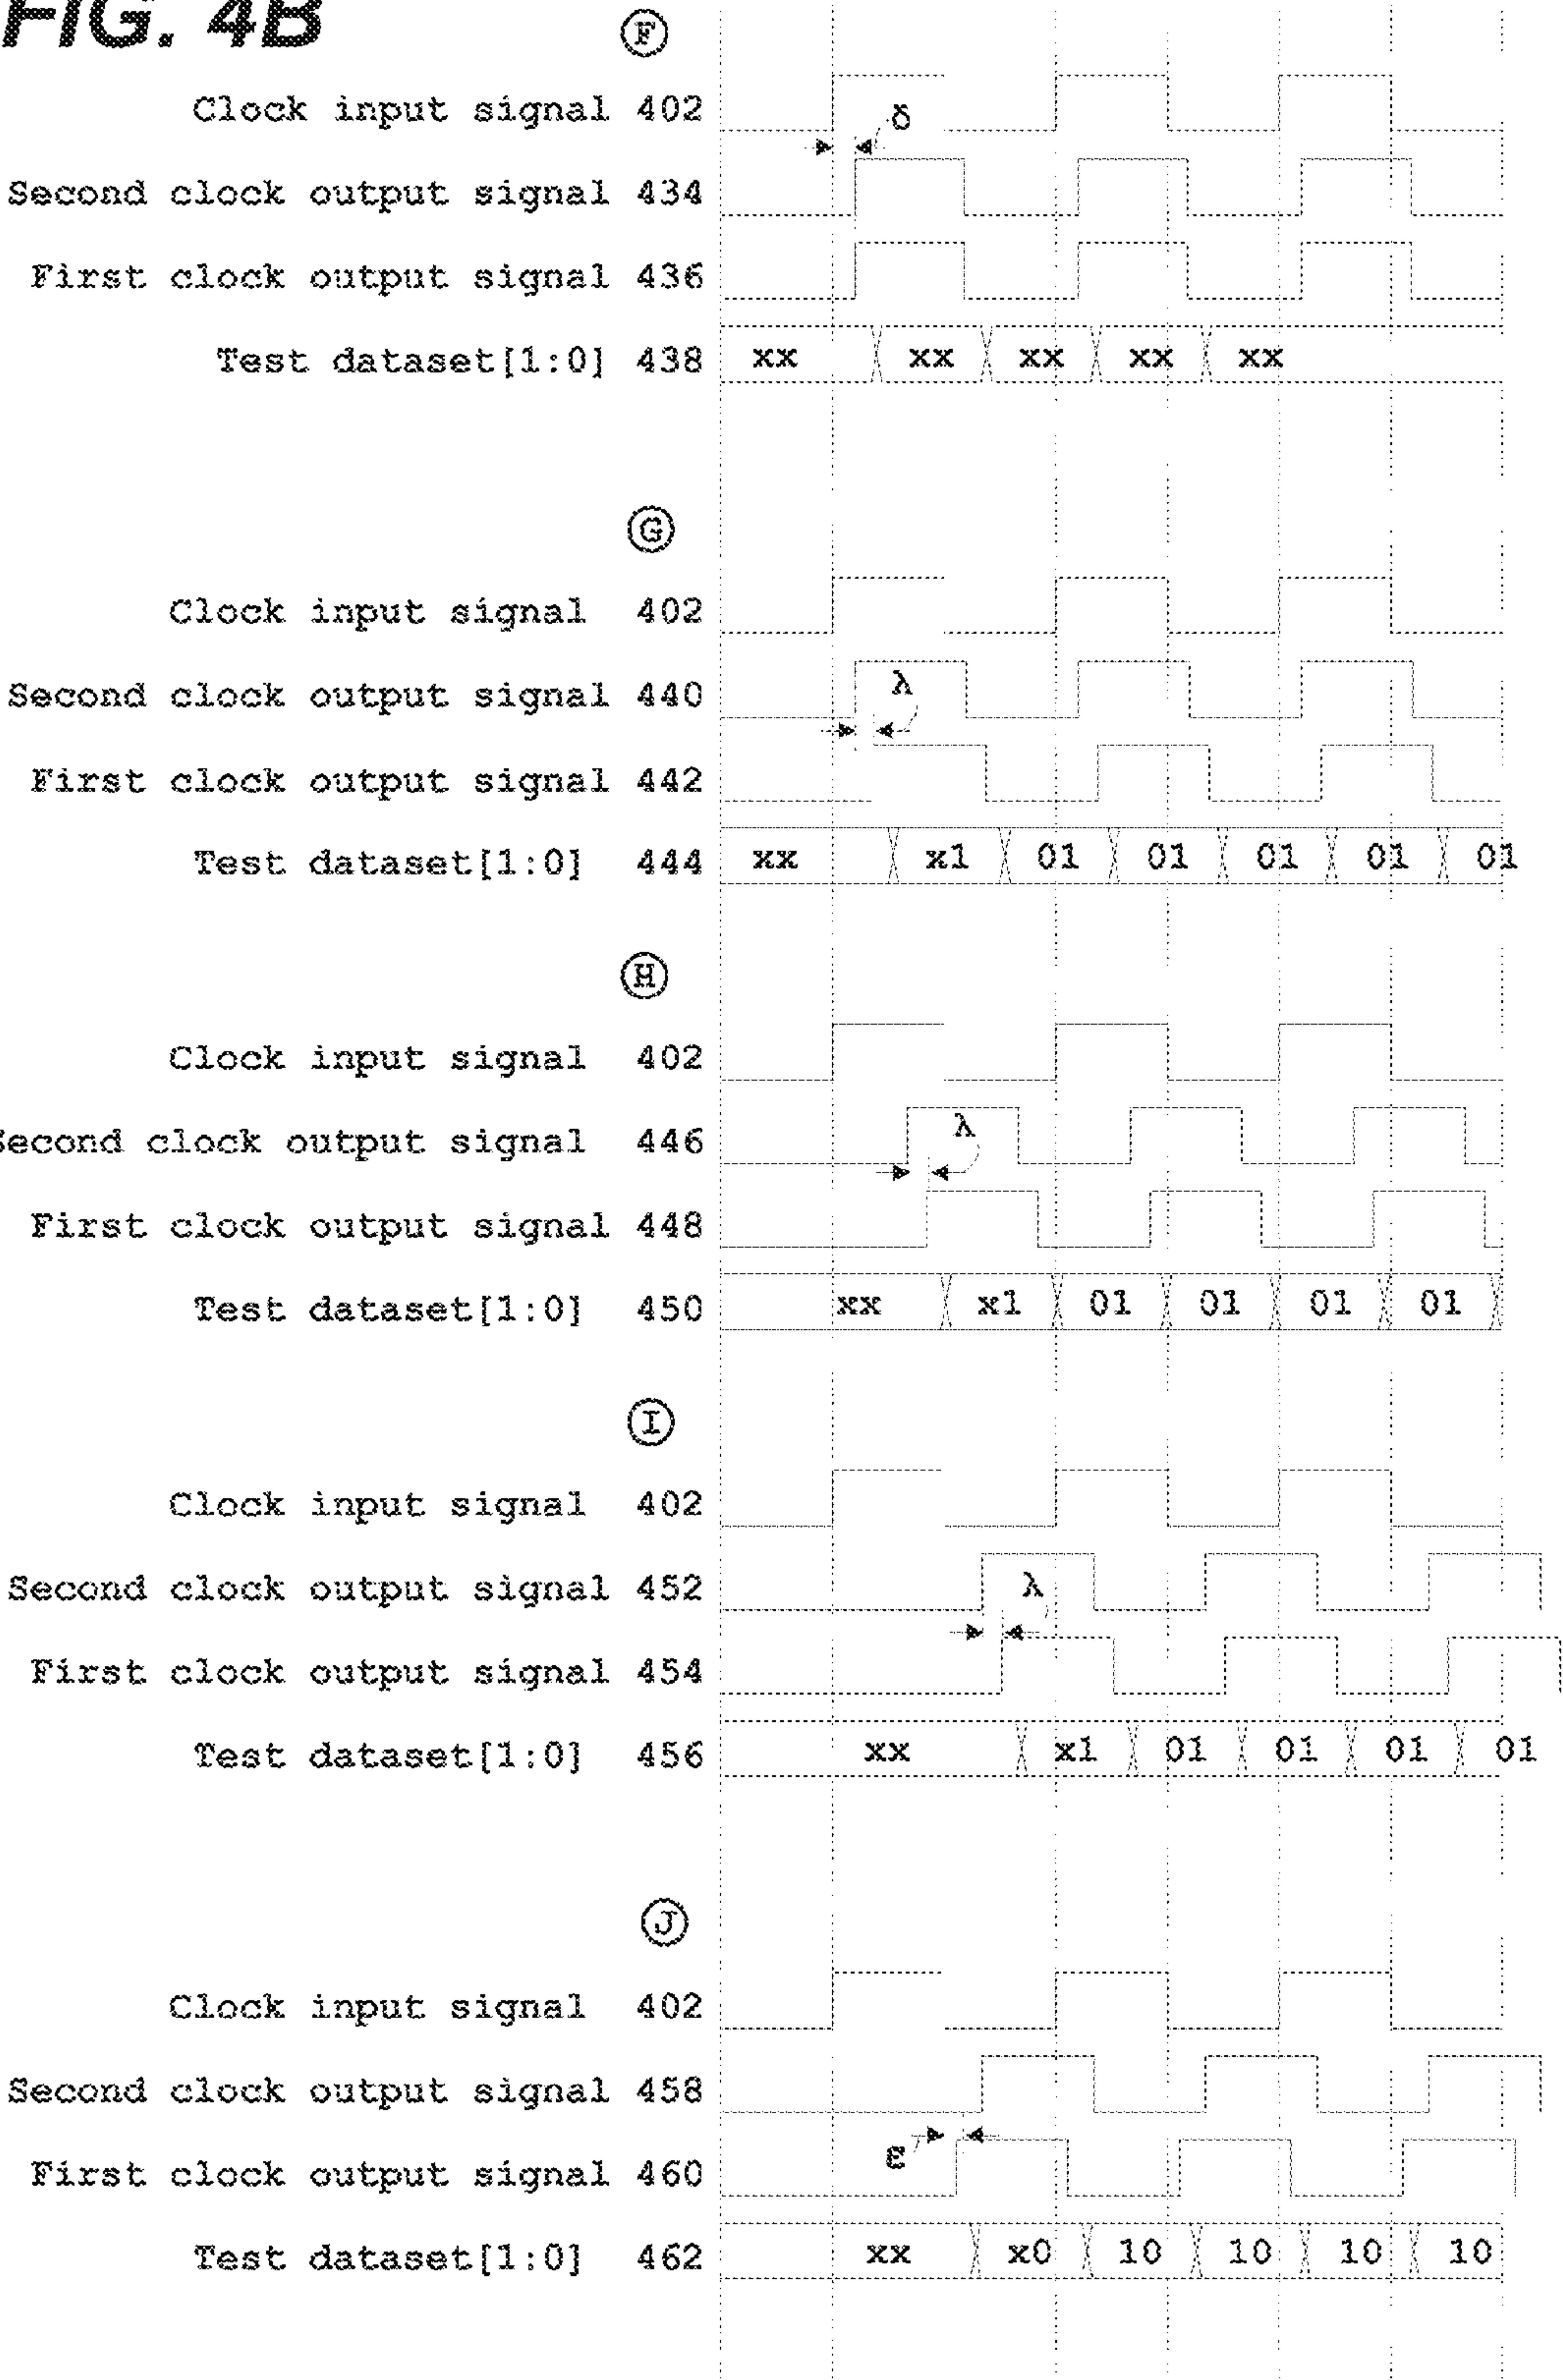 FIG. 4B
F
Clock input signal 402
δ
Second clock output signal 434
First clock output signal 436
Test dataset[1:0] 438 xx xx xx xx xx
G
Clock input signal 402
Second clock output signal 440 λ
First clock output signal 442
Test dataset[1:0] 444 xx x1 01 01 01 01 01
H
Clock input signal 402
Second clock output signal 446 λ
First clock output signal 448
Test dataset[1:0] 450 xx x1 01 01 01 01
I
Clock input signal 402
Second clock output signal 452 λ
First clock output signal 454
Test dataset[1:0] 456 xx x1 01 01 01 01
J
Clock input signal 402
Second clock output signal 458
ε
First clock output signal 460
Test dataset[1:0] 462 xx x0 10 10 10 10